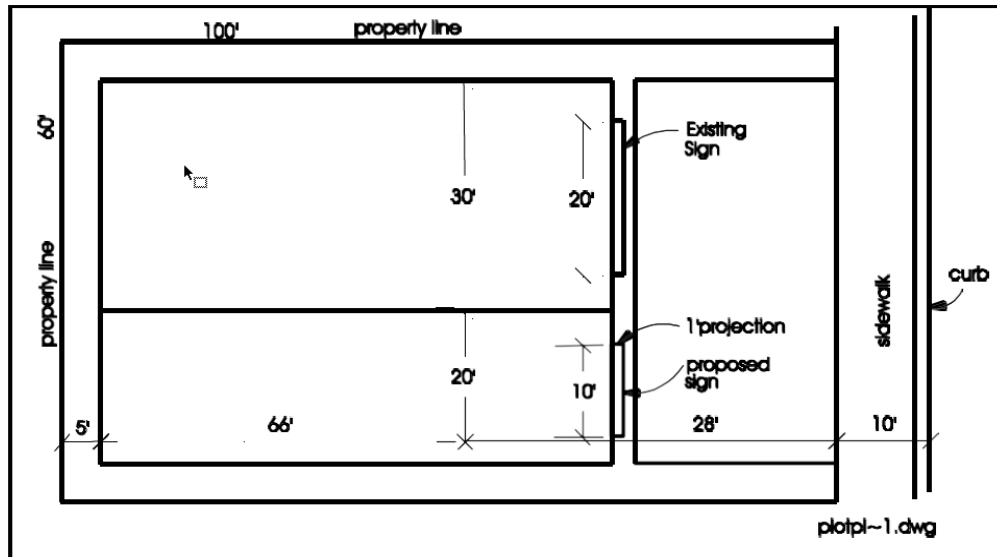 100'
property line
60'
Existing
Sign
30'
20'
property line
curb
sidewalk
1'projection
20'
proposed
sign
10'
5'
66'
28'
10'
plotpl~1.dwg